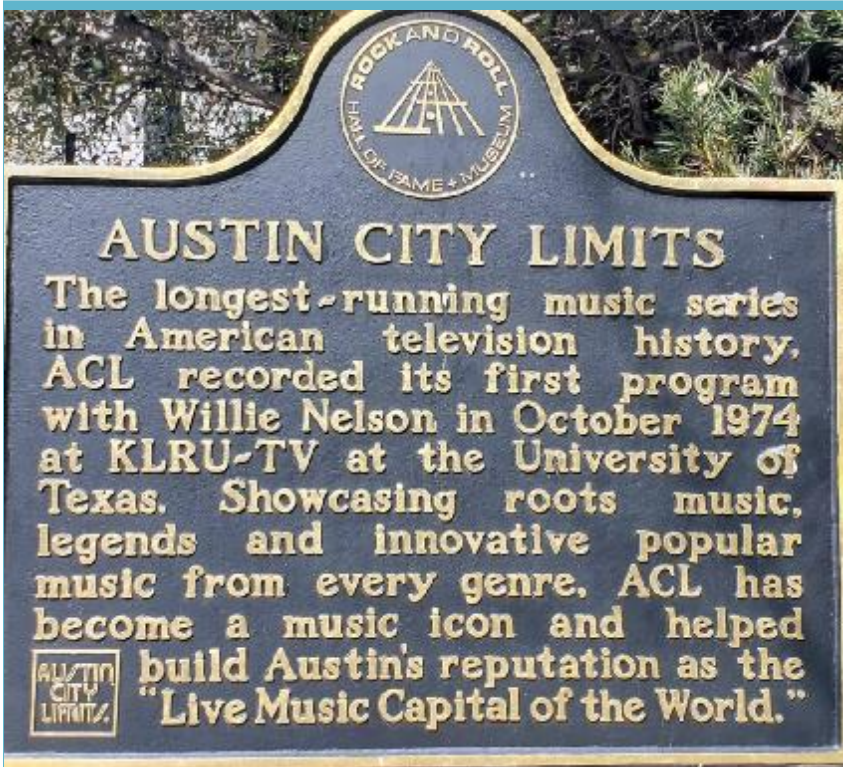 ROCK AND ROLL
HALL OF FAME + MUSEUM
AUSTIN CITY LIMITS
The longest-running music series
in American television history,
ACL recorded its first program
with Willie Nelson in October 1974
at KLRU-TV at the University of
Texas. Showcasing roots music,
legends and innovative popular
music from every genre, ACL has
become a music icon and helped
build Austin's reputation as the
"Live Music Capital of the World."
AUSTIN
CITY
LIMITS.